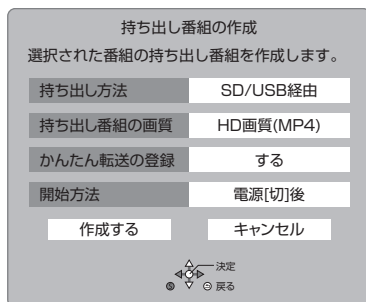 持ち出し番組の作成
選択された番組の持ち出し番組を作成します。
持ち出し方法 SD/USB経由
持ち出し番組の画質 HD画質(MP4)
かんたん転送の登録 する
開始方法 電源[切]後
作成する キャンセル
決定
戻る